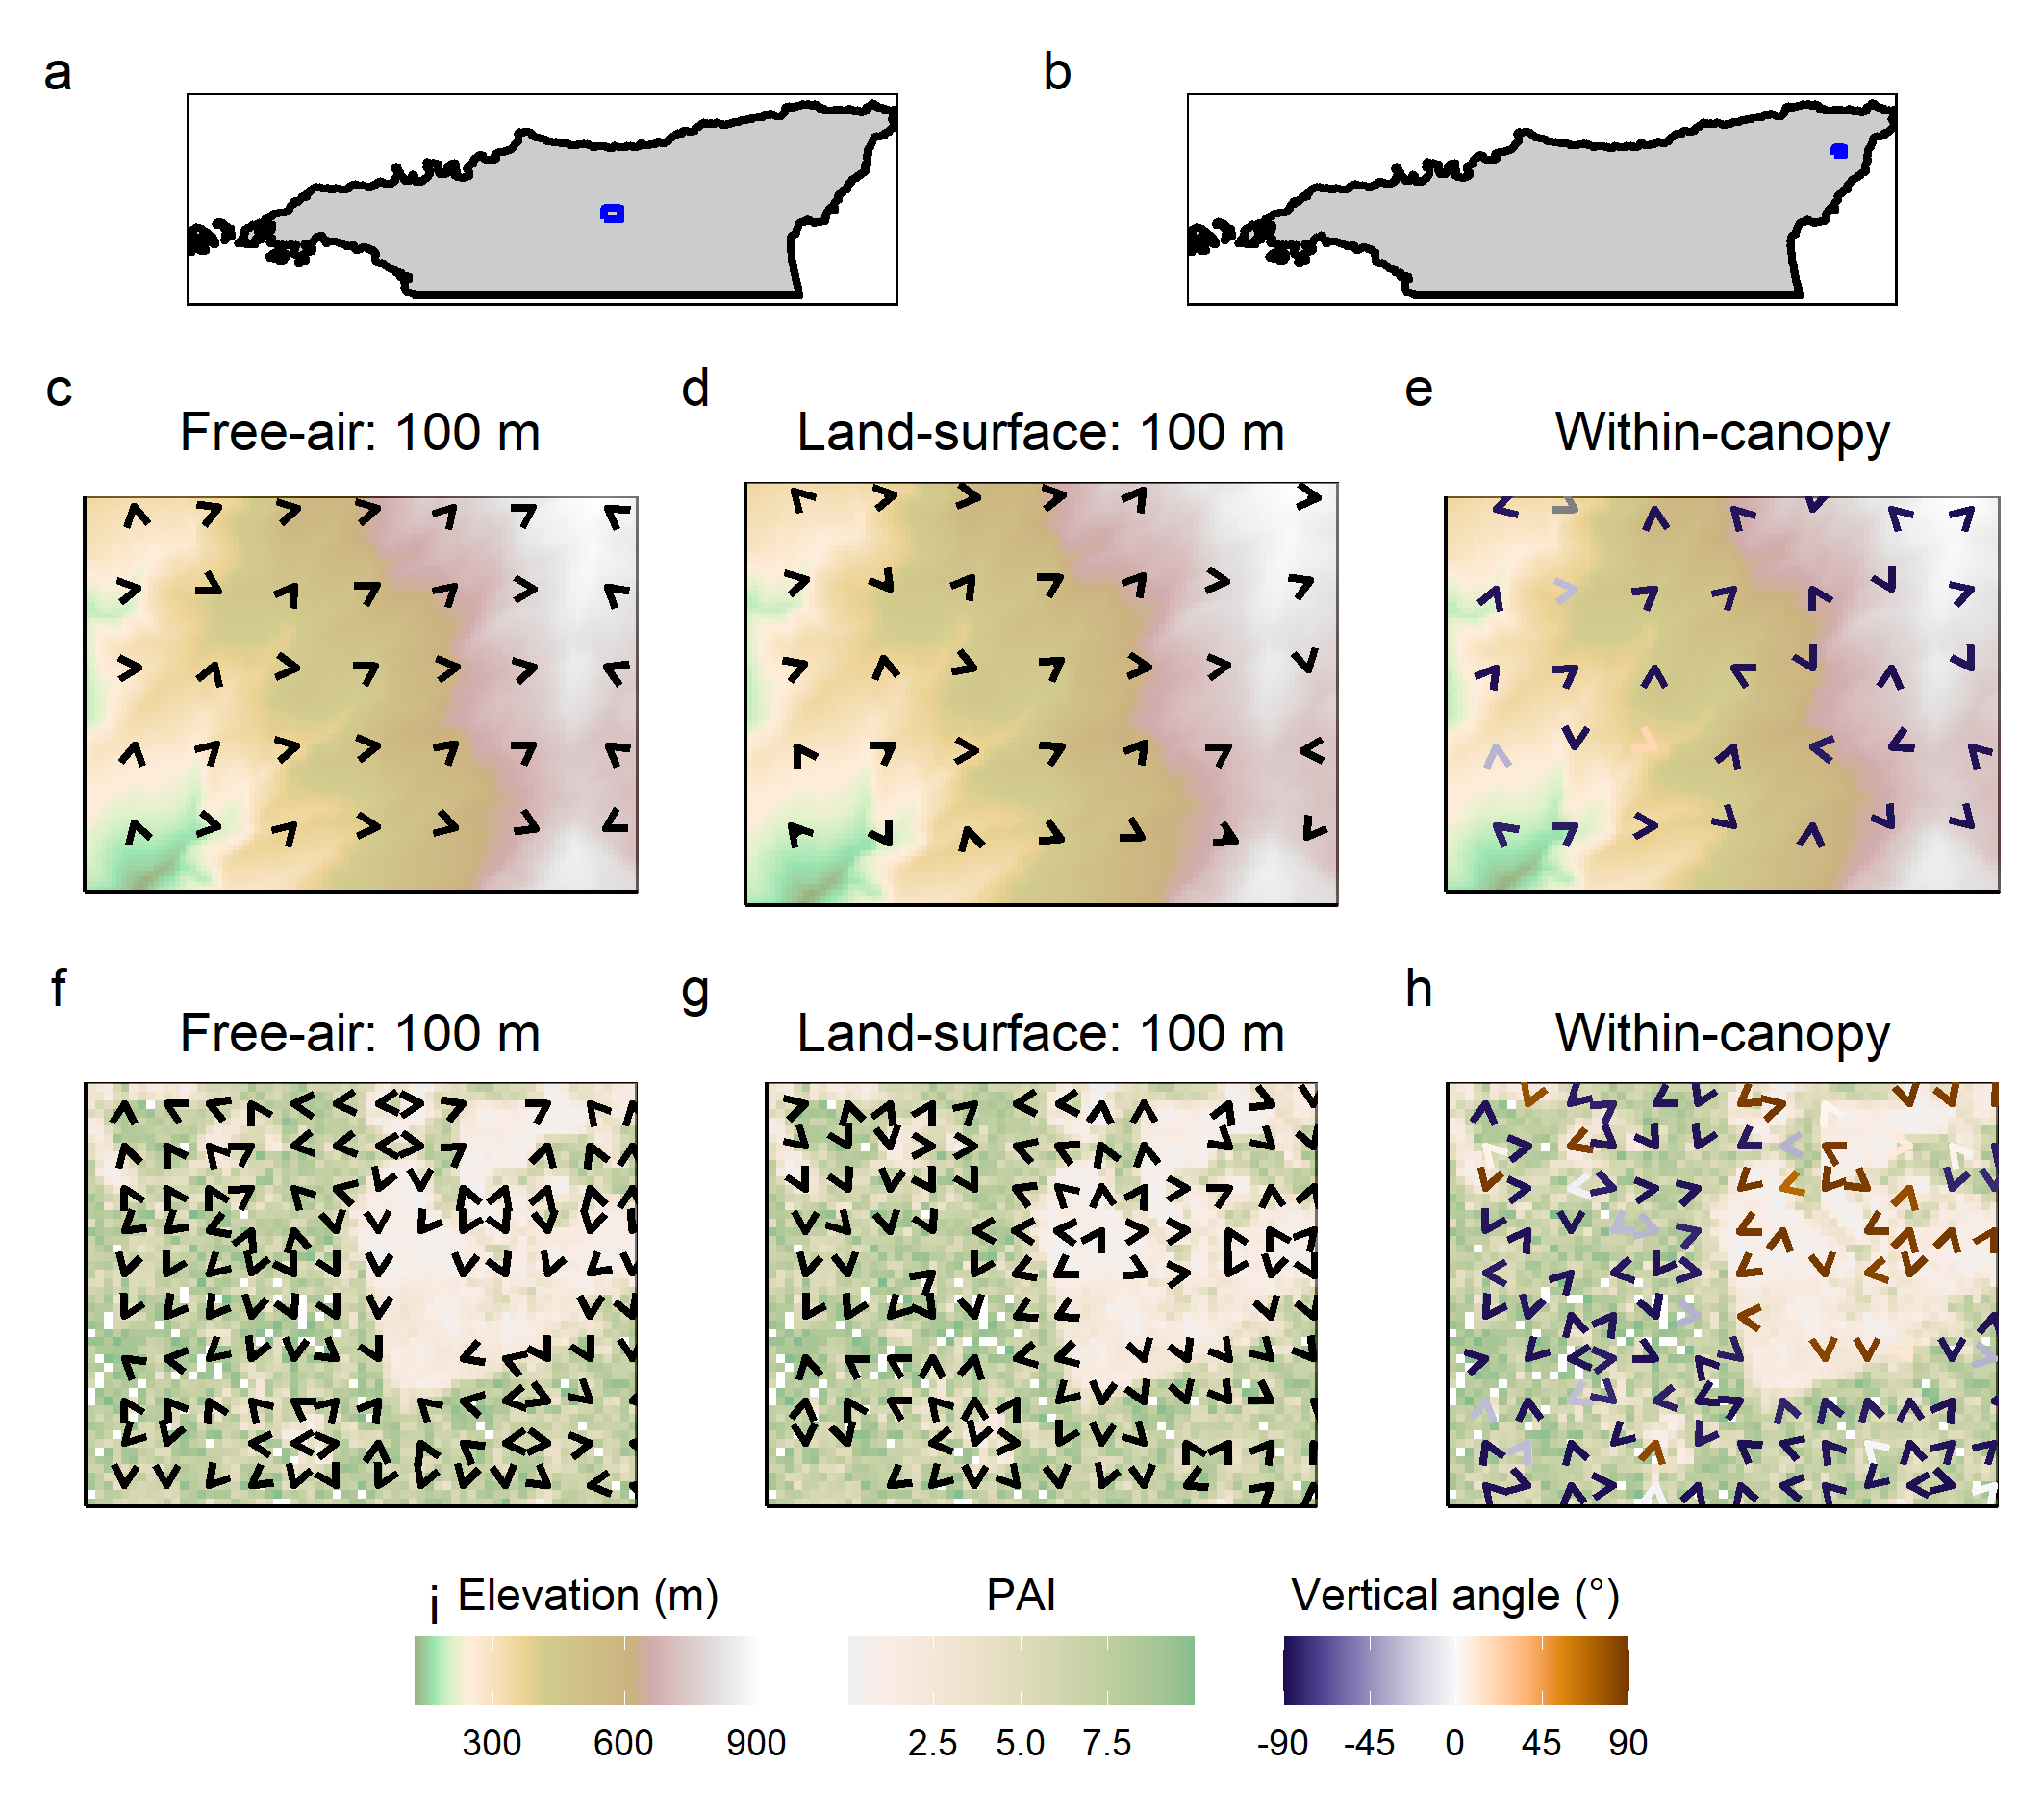 a
b
c
d
e
Free-air: 100 m
Land-surface: 100 m
Within-canopy
f
g
h
Free-air: 100 m
Land-surface: 100 m
Within-canopy
i
Elevation (m)
PAI
Vertical angle (°)
300 600 900
2.5 5.0 7.5
-90 -45 0 45 90